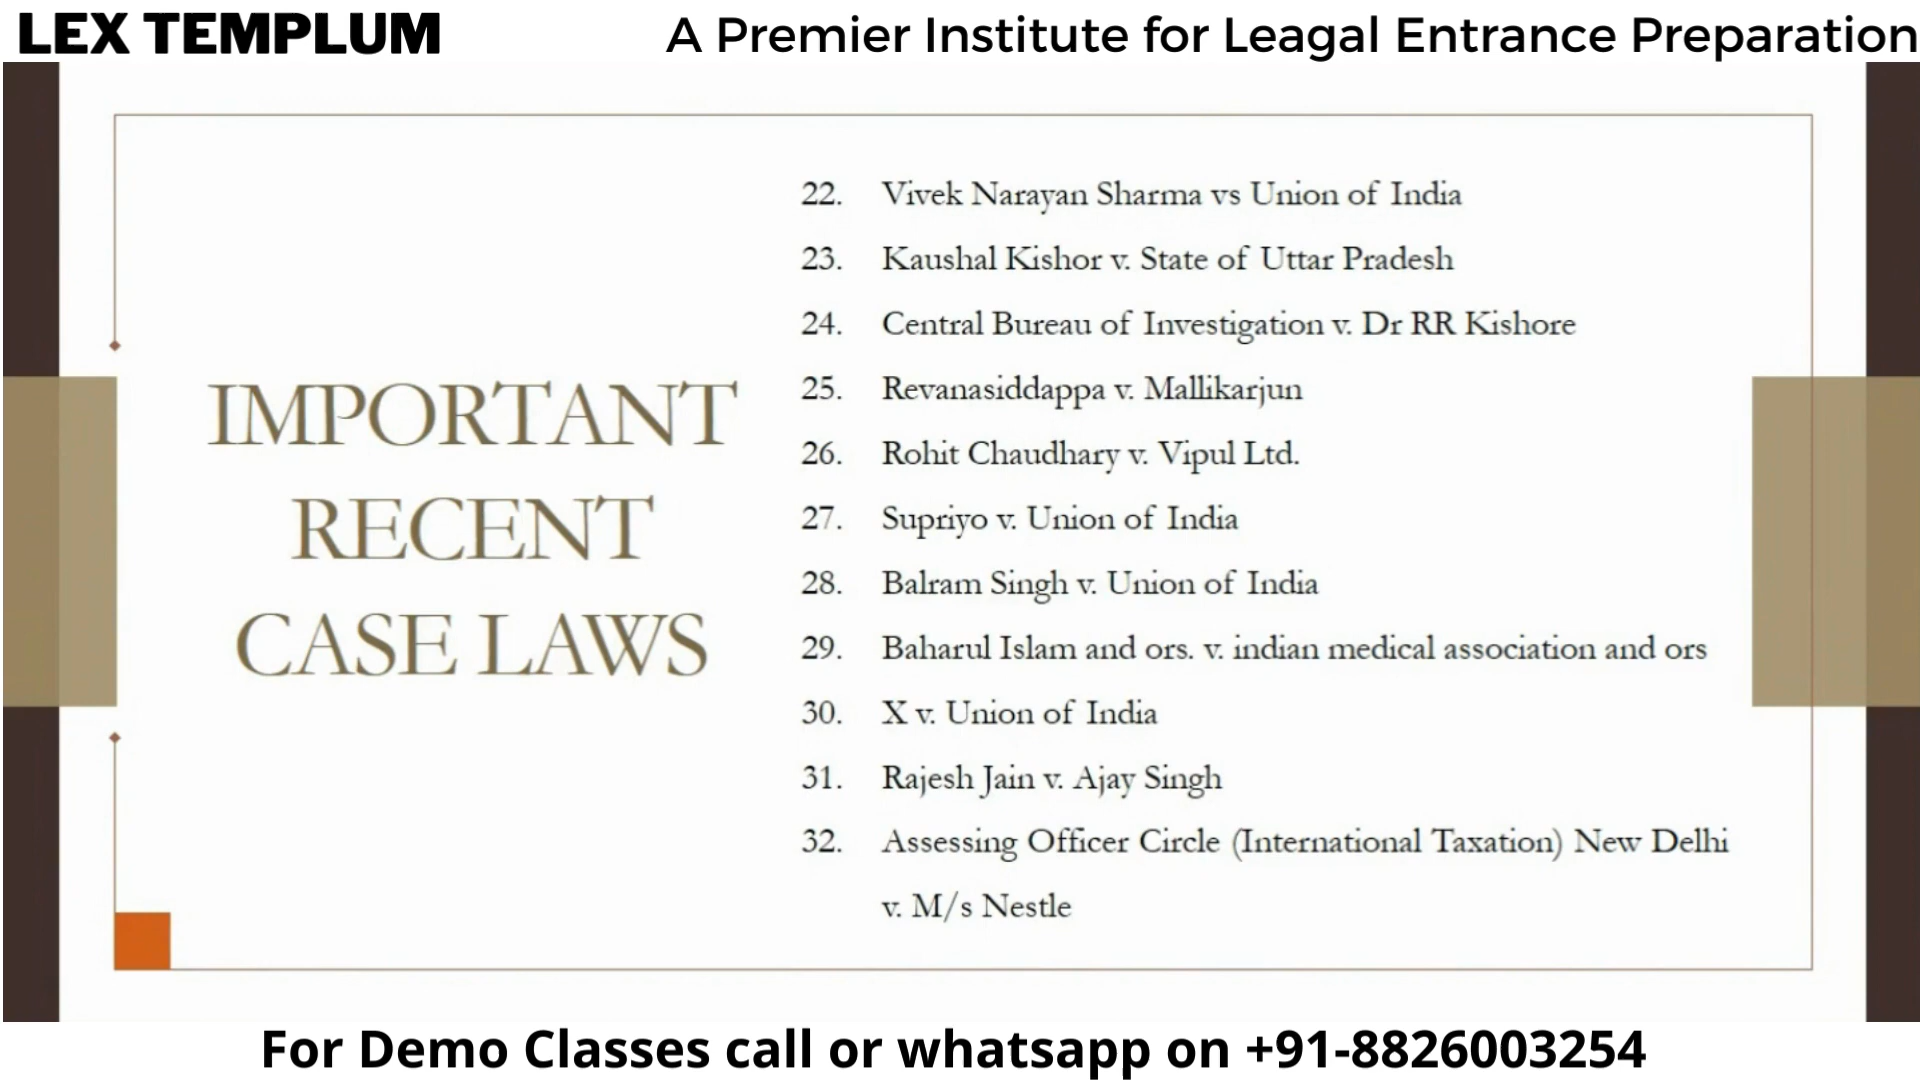 LEX TEMPLUM
A Premier Institute for Leagal Entrance Preparation
IMPORTANT
RECENT
CASE LAWS
22. Vivek Narayan Sharma vs Union of India
23. Kaushal Kishor v. State of Uttar Pradesh
24. Central Bureau of Investigation v. Dr RR Kishore
25. Revanasiddappa v. Mallikarjun
26. Rohit Chaudhary v. Vipul Ltd.
27. Supriyo v. Union of India
28. Balram Singh v. Union of India
29. Baharul Islam and ors. v. indian medical association and ors
30. X v. Union of India
31. Rajesh Jain v. Ajay Singh
32. Assessing Officer Circle (International Taxation) New Delhi
v. M/s Nestle
For Demo Classes call or whatsapp on +91-8826003254